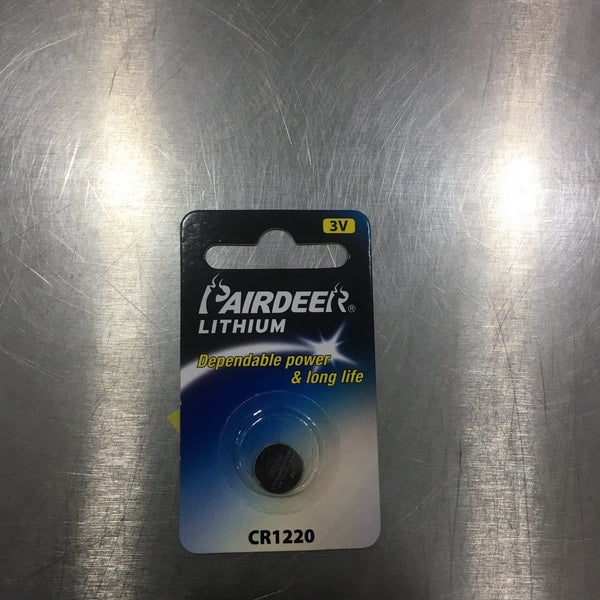 3V
PAIRDEER®
LITHIUM
Dependable power
& long life
CR1220